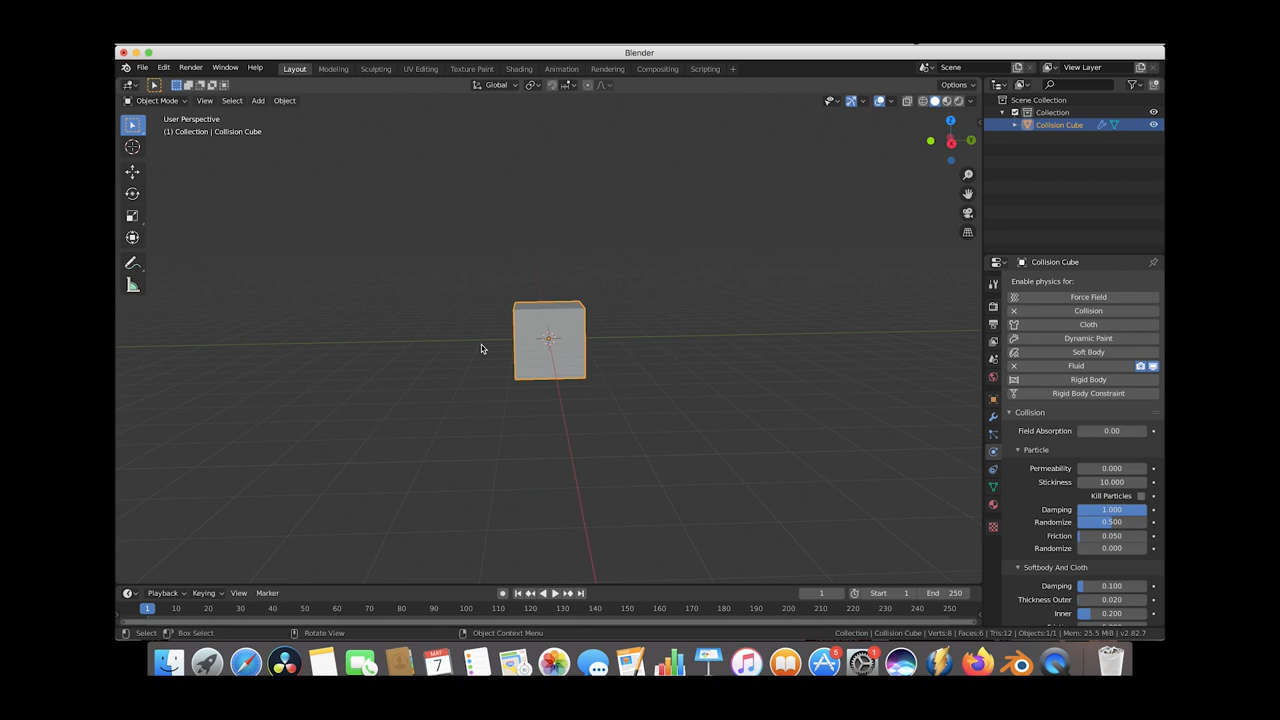 Blender
File Edit Render Window Help Layout Modeling Sculpting UV Editing Texture Paint Shading Animation Rendering Compositing Scripting + Scene View Layer
Global Options
Object Mode View Select Add Object Scene Collection
Collection
User Perspective
(1) Collection | Collision Cube Collision Cube
Z
Y
X
Collision Cube
Enable physics for:
Force Field
Collision
Cloth
Dynamic Paint
Soft Body
Fluid
Rigid Body
Rigid Body Constraint
Collision
Field Absorption 0.00
Particle
Permeability 0.000
Stickiness 10.000
Kill Particles
Damping 1.000
Randomize 0.500
Friction 0.050
Randomize 0.000
Softbody And Cloth
Damping 0.100
Thickness Outer 0.020
Inner 0.200
Playback Keying View Marker 1 Start 1 End 250
1 10 20 30 40 50 60 70 80 90 100 110 120 130 140 150 160 170 180 190 200 210 220 230 240 250
Select Box Select Rotate View Object Context Menu Collection | Collision Cube | Verts:8 | Faces:6 | Tris:12 | Objects:1/1 | Mem: 25.5 MiB | v2.82.7
MAY
7
6
1